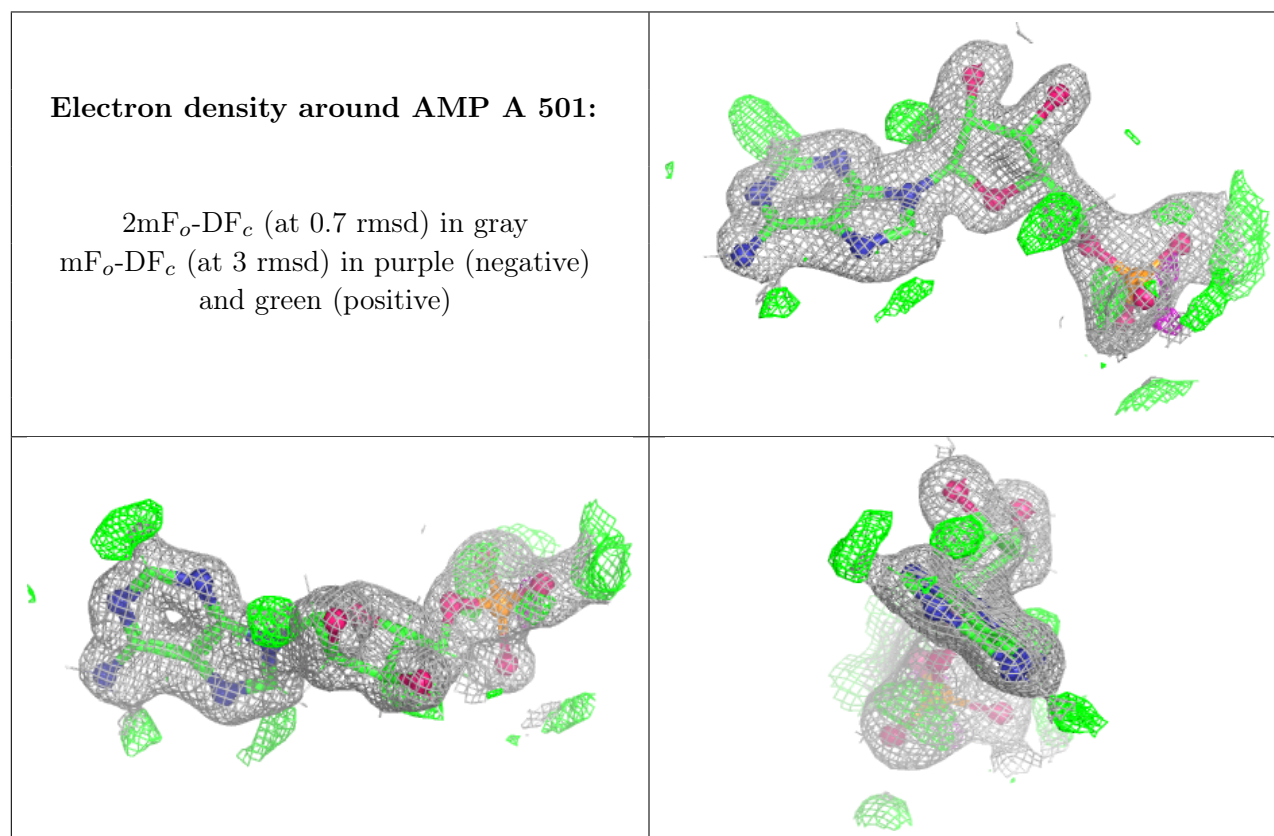 Electron density around AMP A 501:
2mFo-DFc (at 0.7 rmsd) in gray
mFo-DFc (at 3 rmsd) in purple (negative)
and green (positive)